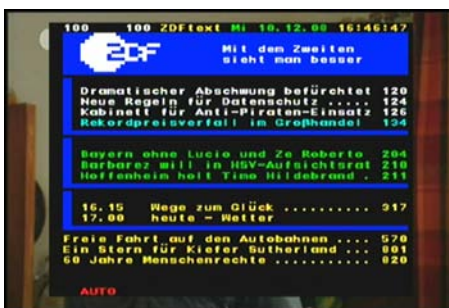 100 100 ZDFtext Mi 10.12.08 16:46:47
ZDF
Mit dem Zweiten
sieht man besser
Dramatischer Abschwung befürchtet 120
Neue Regeln für Datenschutz ..... 124
Kabinett für Anti-Piraten-Einsatz 126
Rekordpreisverfall im Großhandel 134
Bayern ohne Lucio und Ze Roberto 204
Barbarez will in HSV-Aufsichtsrat 210
Hoffenheim holt Timo Hildebrand . 211
16.15 Wege zum Glück .......... 317
17.00 heute - Wetter
Freie Fahrt auf den Autobahnen .... 570
Ein Stern für Kiefer Sutherland ... 801
60 Jahre Menschenrechte ........... 820
AUTO